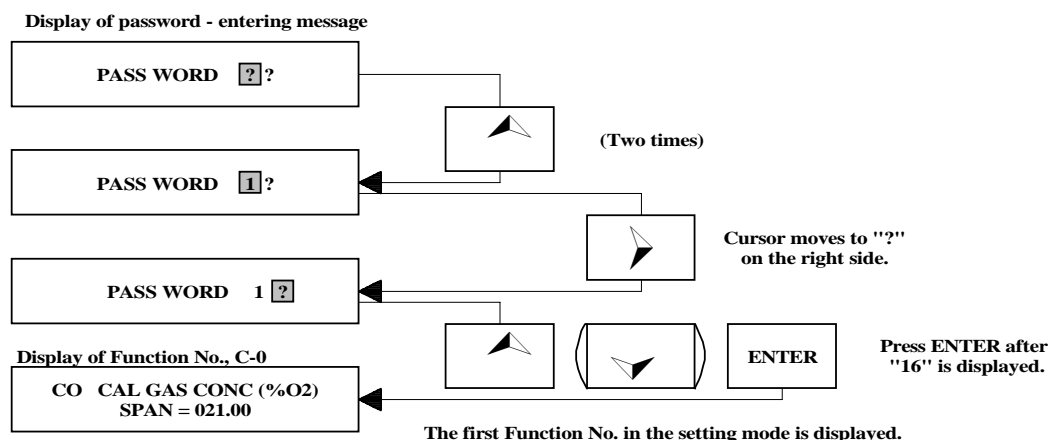 Display of password - entering message
PASS WORD ? ?
(Two times)
PASS WORD 1 ?
Cursor moves to "?"
on the right side.
PASS WORD 1 ?
ENTER
Press ENTER after
"16" is displayed.
Display of Function No., C-0
CO CAL GAS CONC (%O2)
SPAN = 021.00
The first Function No. in the setting mode is displayed.